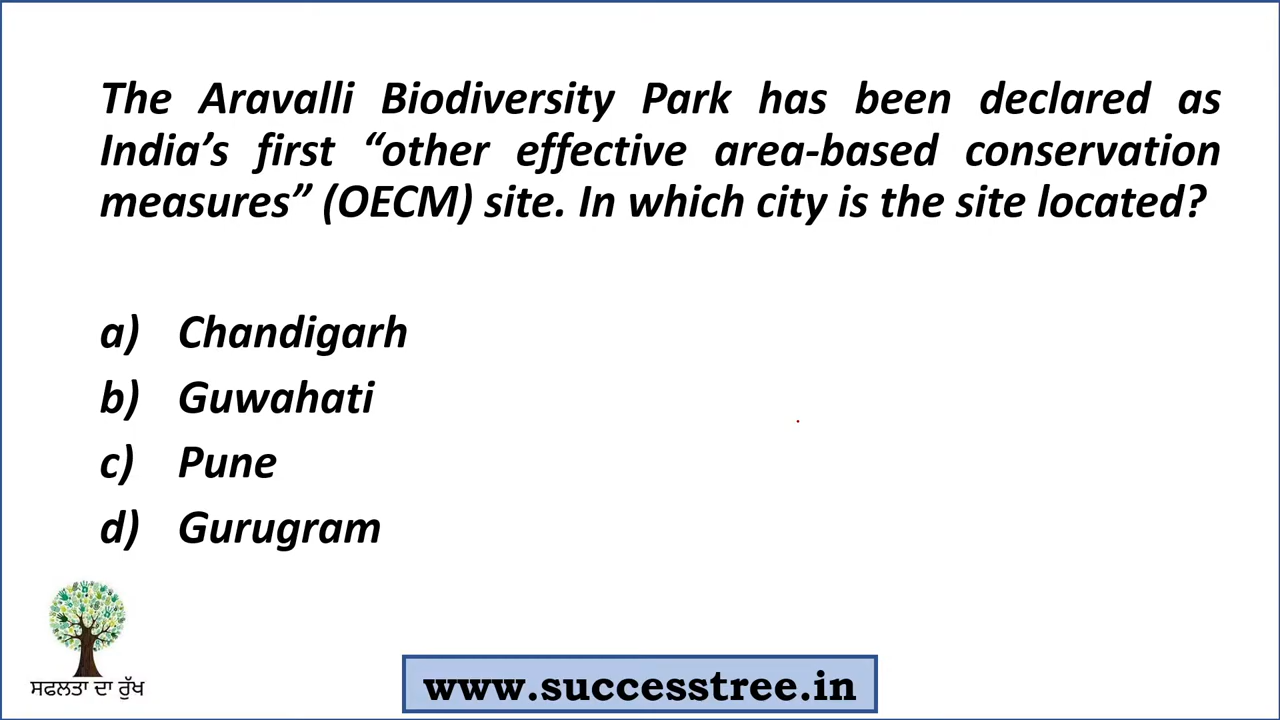 The Aravalli Biodiversity Park has been declared as
India’s first “other effective area-based conservation
measures” (OECM) site. In which city is the site located?
a) Chandigarh
b) Guwahati
c) Pune
d) Gurugram
ਸਫਲਤਾ ਦਾ ਰੁੱਖ
www.successtree.in